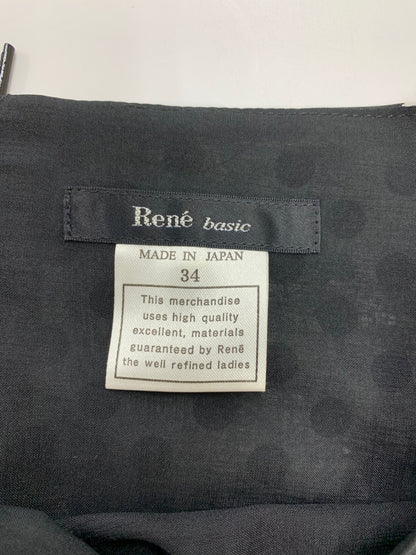 René basic
MADE IN JAPAN
34
This merchandise
uses high quality
excellent, materials
guaranteed by René
the well refined ladies